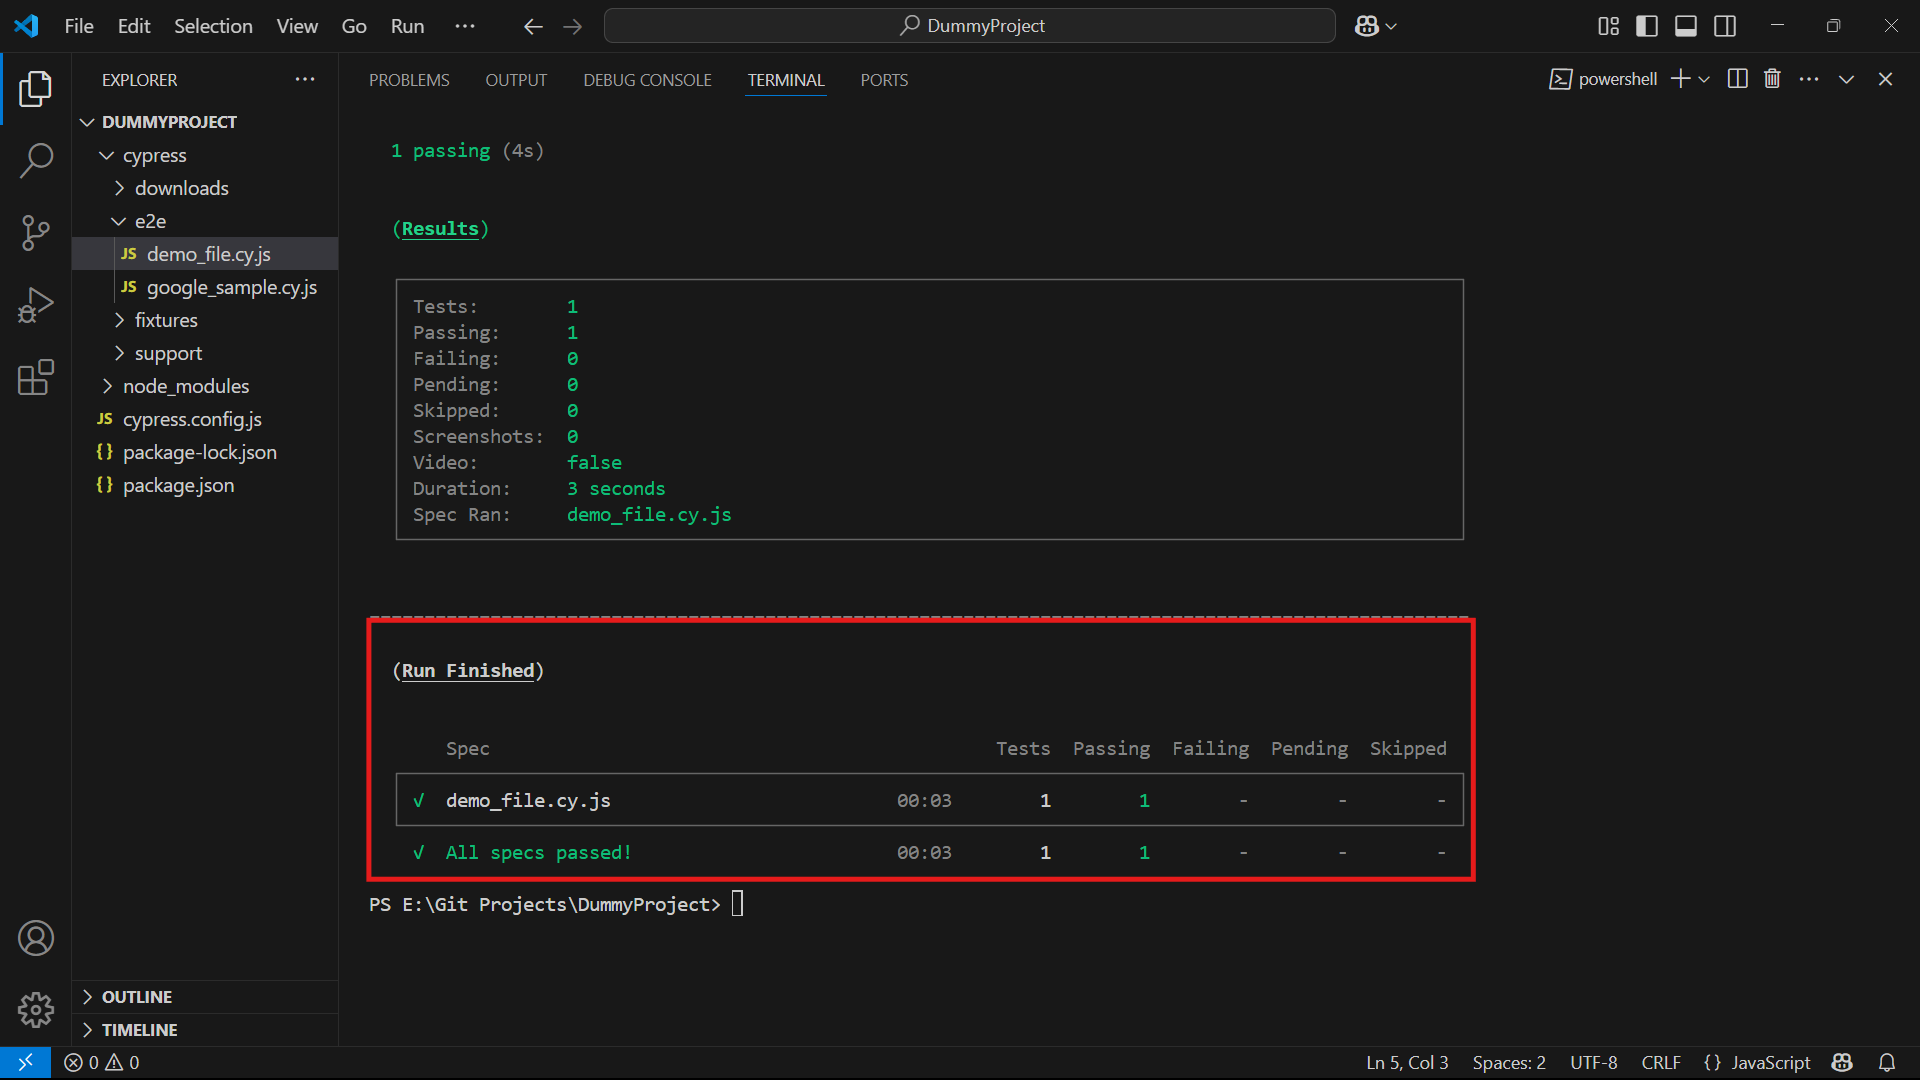 File Edit Selection View Go Run ··· DummyProject
EXPLORER ···
DUMMYPROJECT
cypress
downloads
e2e
JS demo_file.cy.js
JS google_sample.cy.js
fixtures
support
node_modules
JS cypress.config.js
{} package-lock.json
{} package.json
OUTLINE
TIMELINE
PROBLEMS OUTPUT DEBUG CONSOLE TERMINAL PORTS powershell ···
1 passing (4s)
(Results)
Tests: 1
Passing: 1
Failing: 0
Pending: 0
Skipped: 0
Screenshots: 0
Video: false
Duration: 3 seconds
Spec Ran: demo_file.cy.js
(Run Finished)
Spec Tests Passing Failing Pending Skipped
√ demo_file.cy.js 00:03 1 1 - - -
√ All specs passed! 00:03 1 1 - - -
PS E:\Git Projects\DummyProject>
0 0 Ln 5, Col 3 Spaces: 2 UTF-8 CRLF {} JavaScript